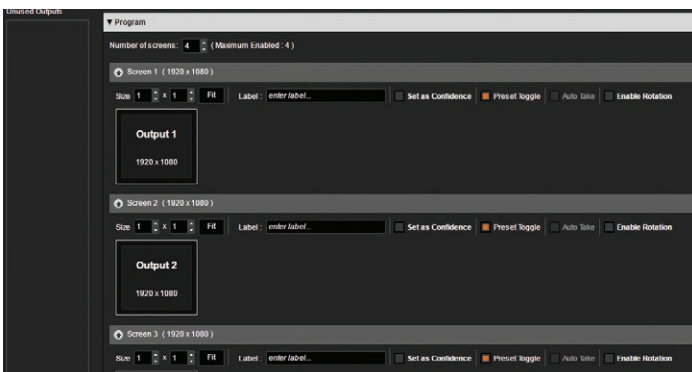 Unused Outputs
▼ Program
Number of screens: 4 ( Maximum Enabled : 4 )
Screen 1 ( 1920 x 1080 )
Size 1 x 1 Fit Label : enter label... Set as Confidence Preset Toggle Auto Take Enable Rotation
Output 1
1920 x 1080
Screen 2 ( 1920 x 1080 )
Size 1 x 1 Fit Label : enter label... Set as Confidence Preset Toggle Auto Take Enable Rotation
Output 2
1920 x 1080
Screen 3 ( 1920 x 1080 )
Size 1 x 1 Fit Label : enter label... Set as Confidence Preset Toggle Auto Take Enable Rotation